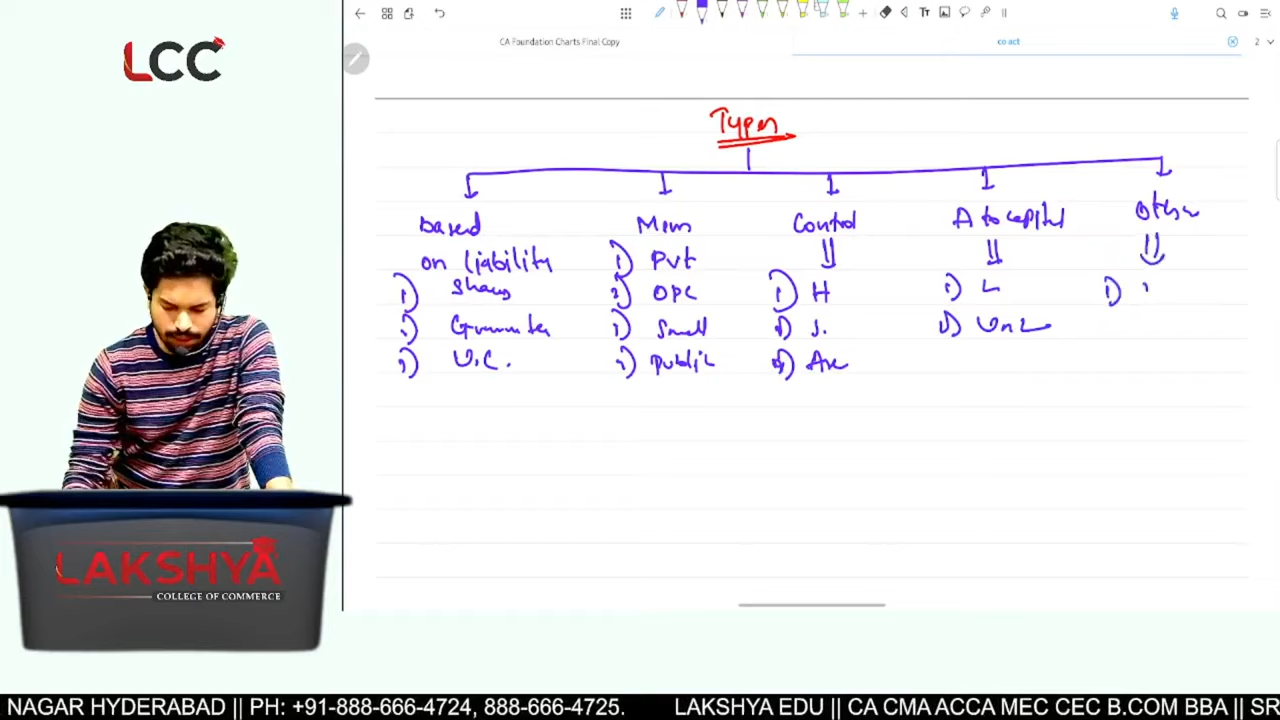 LCC
CA Foundation Charts Final Copy
co act
2
Types
based
on liability
1) Shares
2) Guarantee
3) U.C.
Mem
1) Pvt
2) OPC
3) Small
4) Public
Control
1) H
2) S.
3) Ass
A to capital
1) L
2) Unl
Others
1)
LAKSHYA
COLLEGE OF COMMERCE
NAGAR HYDERABAD || PH: +91-888-666-4724, 888-666-4725. LAKSHYA EDU || CA CMA ACCA MEC CEC B.COM BBA || SR